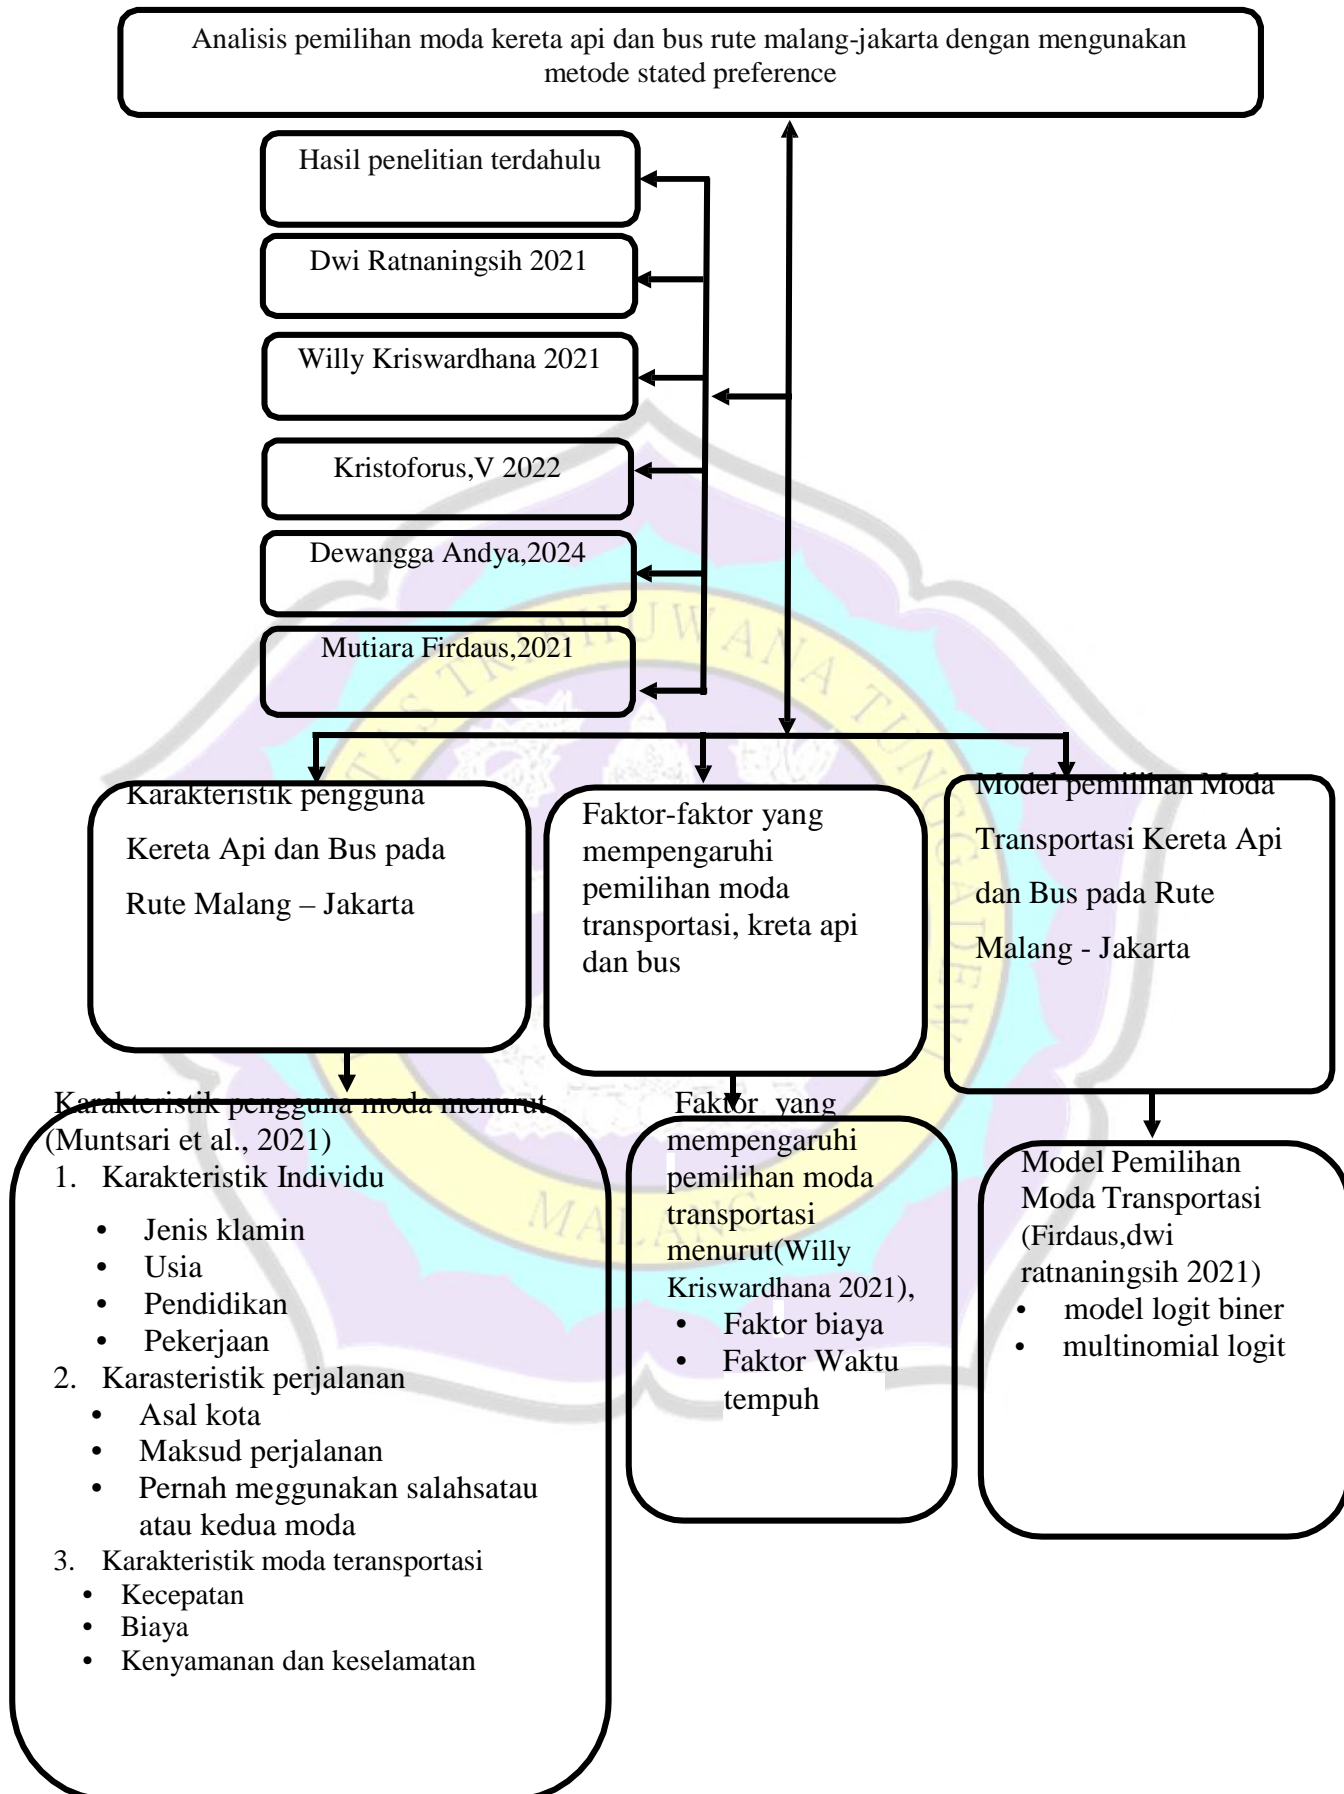 Analisis pemilihan moda kereta api dan bus rute malang-jakarta dengan mengunakan
metode stated preference
Hasil penelitian terdahulu
Dwi Ratnaningsih 2021
Willy Kriswardhana 2021
Kristoforus,V 2022
Dewangga Andya,2024
Mutiara Firdaus,2021
Karakteristik pengguna
Kereta Api dan Bus pada
Rute Malang – Jakarta
Faktor-faktor yang
mempengaruhi
pemilihan moda
transportasi, kreta api
dan bus
Model pemilihan Moda
Transportasi Kereta Api
dan Bus pada Rute
Malang - Jakarta
Karakteristik pengguna moda menurut
(Muntsari et al., 2021)
1. Karakteristik Individu
• Jenis klamin
• Usia
• Pendidikan
• Pekerjaan
2. Karasteristik perjalanan
• Asal kota
• Maksud perjalanan
• Pernah meggunakan salahsatau
atau kedua moda
3. Karakteristik moda teransportasi
• Kecepatan
• Biaya
• Kenyamanan dan keselamatan
Faktor yang
mempengaruhi
pemilihan moda
transportasi
menurut(Willy
Kriswardhana 2021),
• Faktor biaya
• Faktor Waktu
tempuh
Model Pemilihan
Moda Transportasi
(Firdaus,dwi
ratnaningsih 2021)
• model logit biner
• multinomial logit
TUNGGADEWI
MALANG